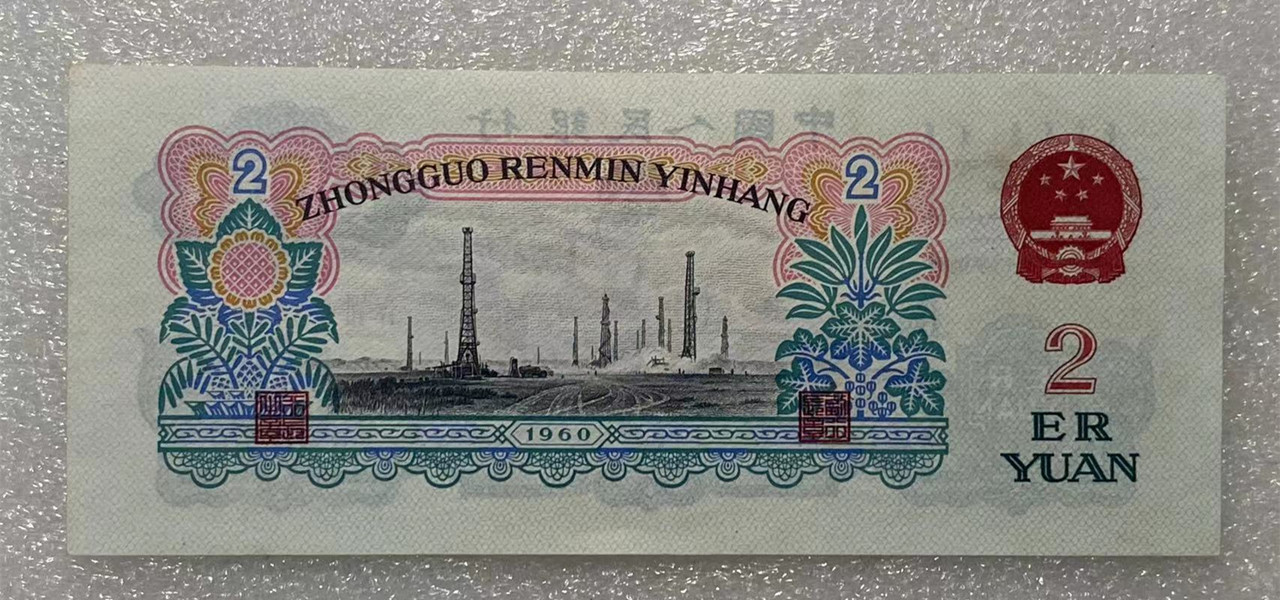 ZHONGGUO RENMIN YINHANG
2
2
1960
2
ER
YUAN